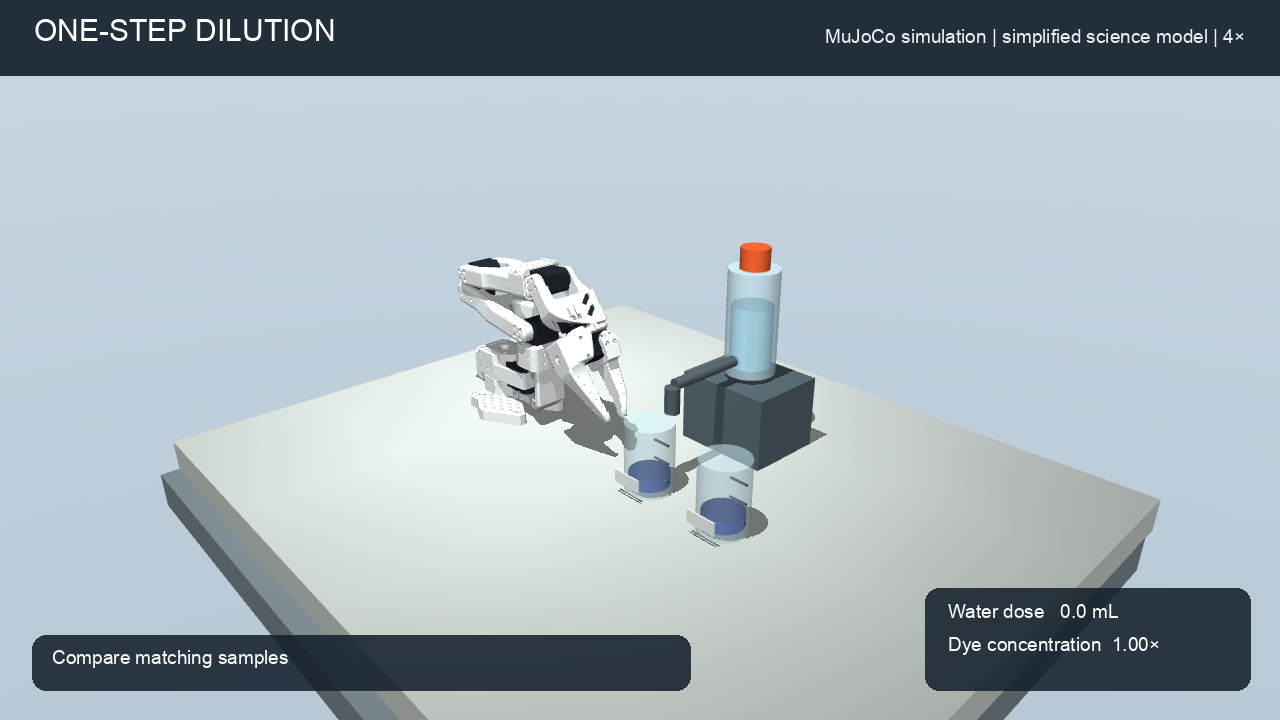 ONE-STEP DILUTION
MuJoCo simulation | simplified science model | 4×
Water dose 0.0 mL
Dye concentration 1.00×
Compare matching samples